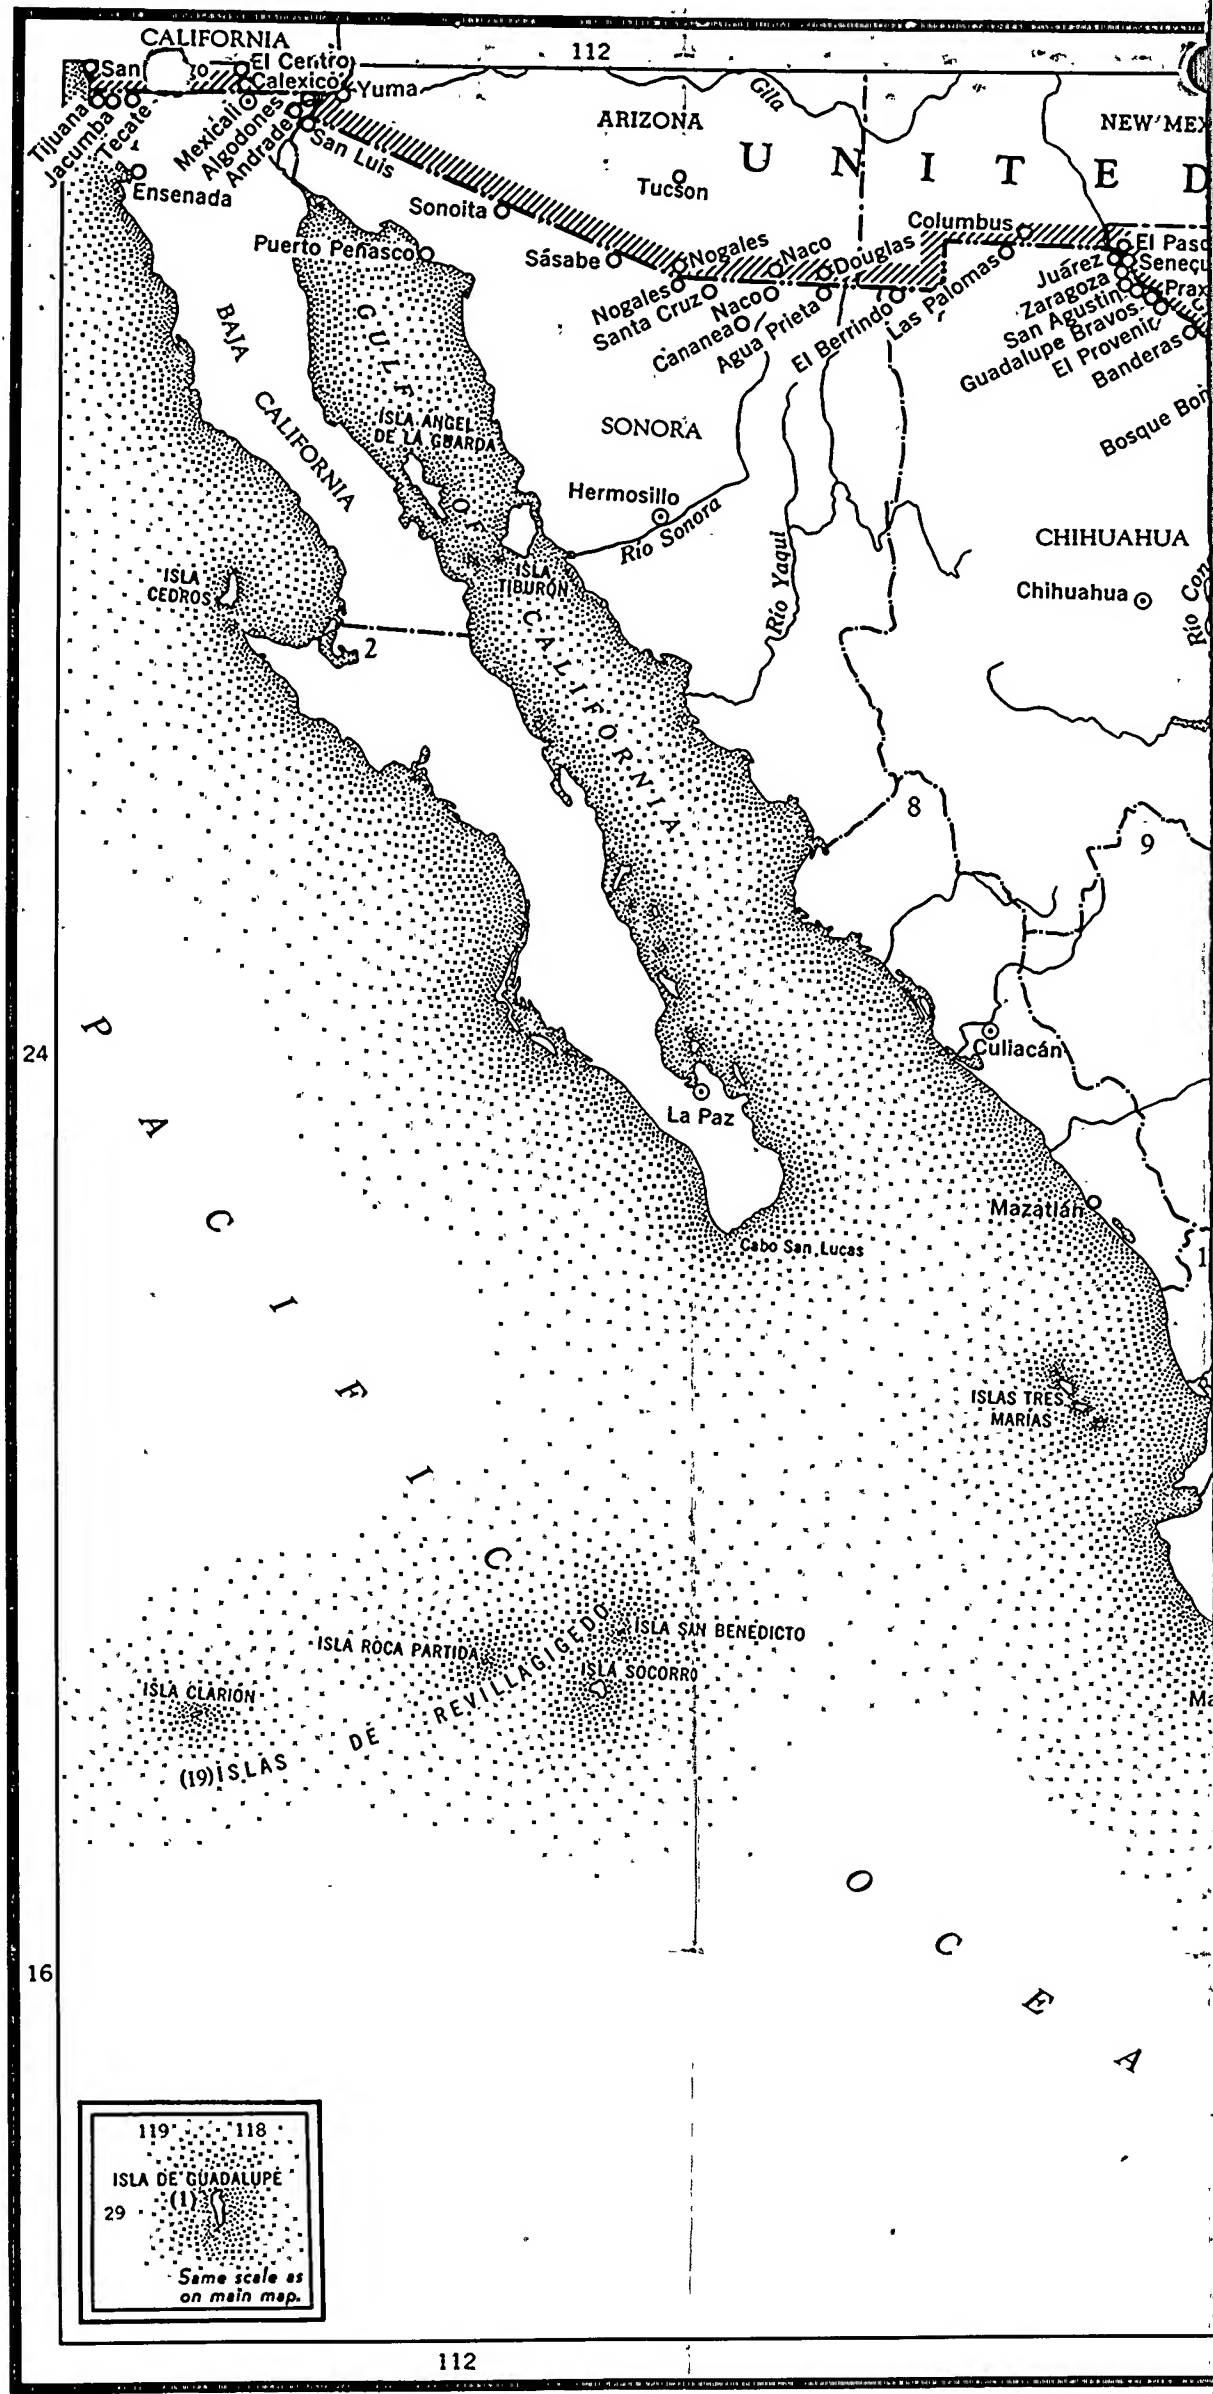 CALIFORNIA
112
San
El Centro
Calexico
Yuma
Gila
ARIZONA
UNITED
Tijuana
Jacumba
Tecate
Mexicali
Algodones
Andrade
San Luis
Ensenada
Tucson
Sonoita
Columbus
El Paso
Puerto Peñasco
Sásabe
Nogales
Naco
Douglas
Juárez
Zaragoza
San Agustin
Guadalupe Bravos
El Provenir
Banderas
Nogales
Santa Cruz
Naco
Cananea
Agua Prieta
El Berrindo
Las Palomas
BAJA
CALIFORNIA
GULF
OF
CALIFORNIA
ISLA ANGEL
DE LA GUARDA
SONORA
Hermosillo
Río Sonora
Río Yaqui
CHIHUAHUA
Chihuahua
ISLA
CEDROS
ISLA
TIBURÓN
2
8
9
PACIFIC
24
Culiacán
La Paz
Mazatlán
Cabo San Lucas
ISLAS TRES
MARÍAS
ISLA ROCA PARTIDA
ISLA SAN BENEDICTO
ISLA SOCORRO
ISLA CLARIÓN
(19) ISLAS DE REVILLAGIGEDO
OCEA
16
119 118
ISLA DE GUADALUPE
(1)
29
Same scale as
on main map.
112